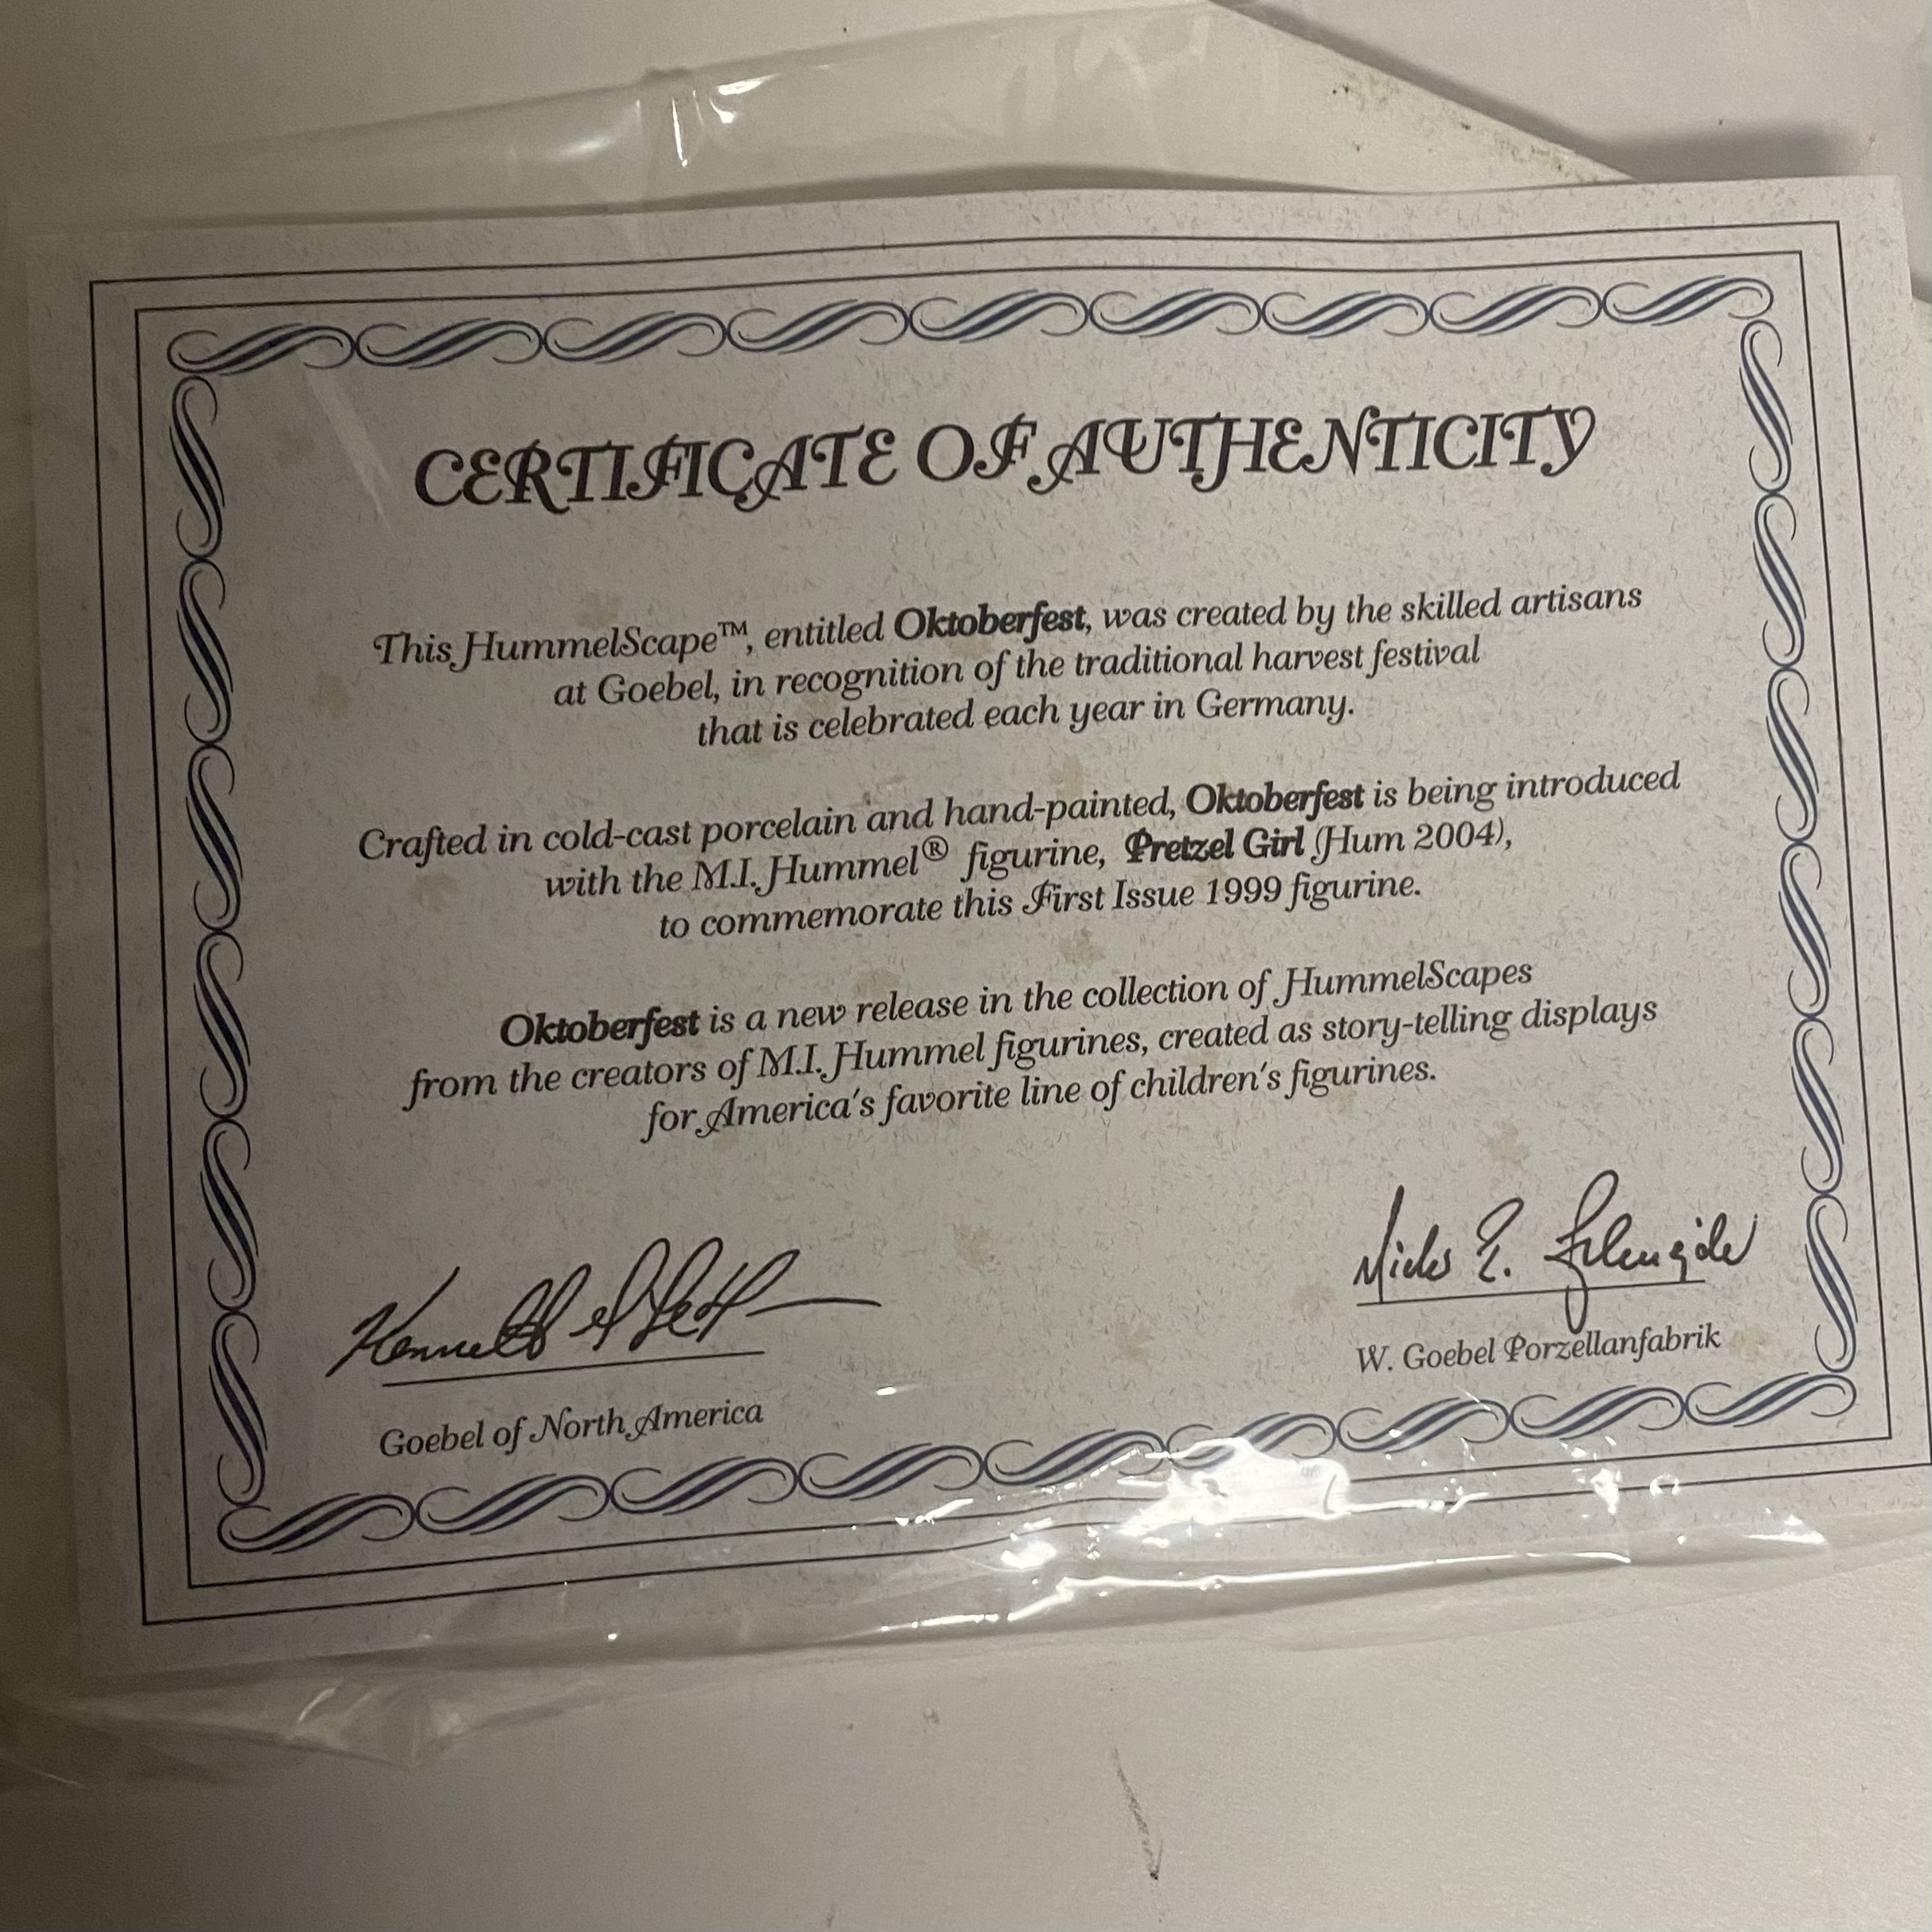 CERTIFICATE OF AUTHENTICITY
This HummelScape™, entitled Oktoberfest, was created by the skilled artisans
at Goebel, in recognition of the traditional harvest festival
that is celebrated each year in Germany.
Crafted in cold-cast porcelain and hand-painted, Oktoberfest is being introduced
with the M.I. Hummel® figurine, Pretzel Girl (Hum 2004),
to commemorate this First Issue 1999 figurine.
Oktoberfest is a new release in the collection of HummelScapes
from the creators of M.I. Hummel figurines, created as story-telling displays
for America's favorite line of children's figurines.
Kenneth
Goebel of North America
W. Goebel Porzellanfabrik